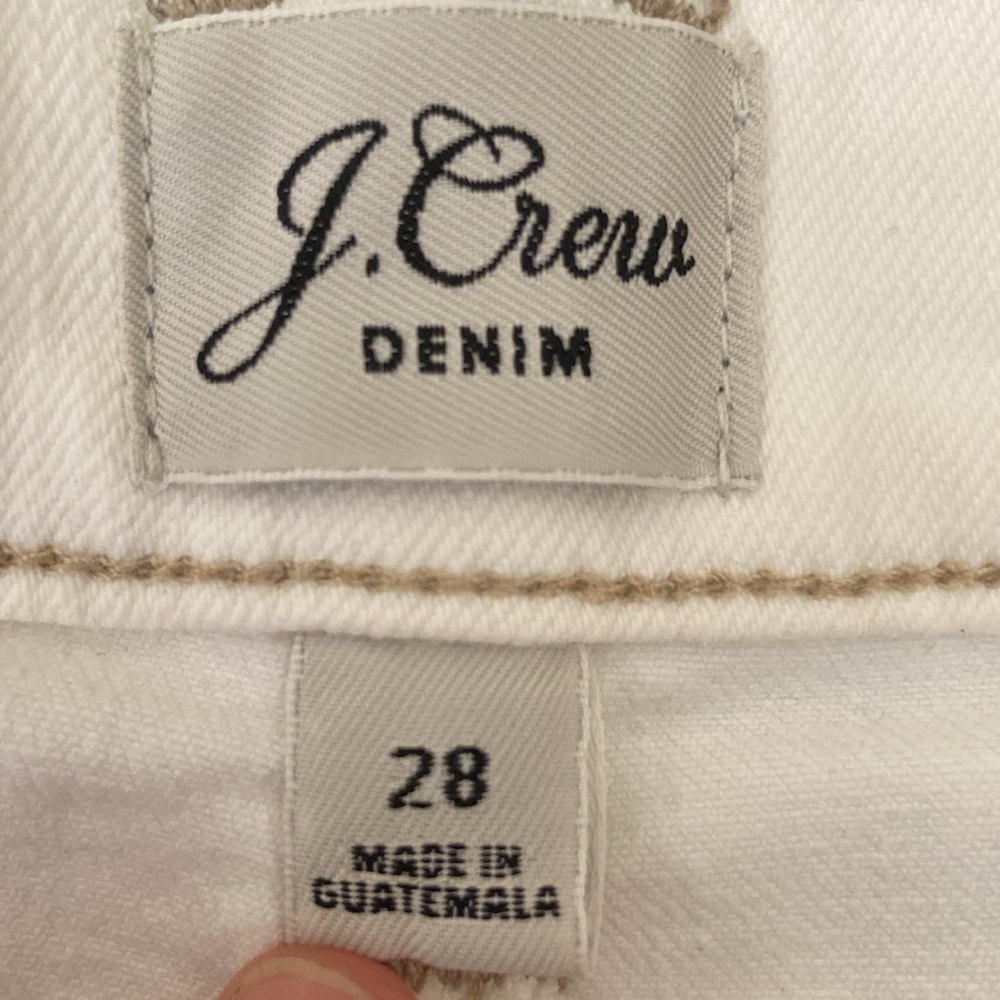 J.Crew
DENIM
28
MADE IN
GUATEMALA